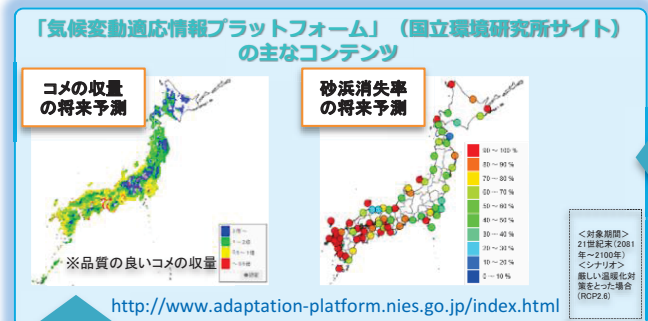 「気候変動適応情報プラットフォーム」（国立環境研究所サイト）
の主なコンテンツ
コメの収量
の将来予測
砂浜消失率
の将来予測
90 ～ 100 %
80 ～ 90 %
70 ～ 80 %
60 ～ 70 %
50 ～ 60 %
40 ～ 50 %
30 ～ 40 %
20 ～ 30 %
10 ～ 20 %
0 ～ 10 %
※品質の良いコメの収量
＜対象期間＞
21世紀末（2081
年～2100年）
＜シナリオ＞
厳しい温暖化対
策をとった場合
（RCP2.6）
http://www.adaptation-platform.nies.go.jp/index.html